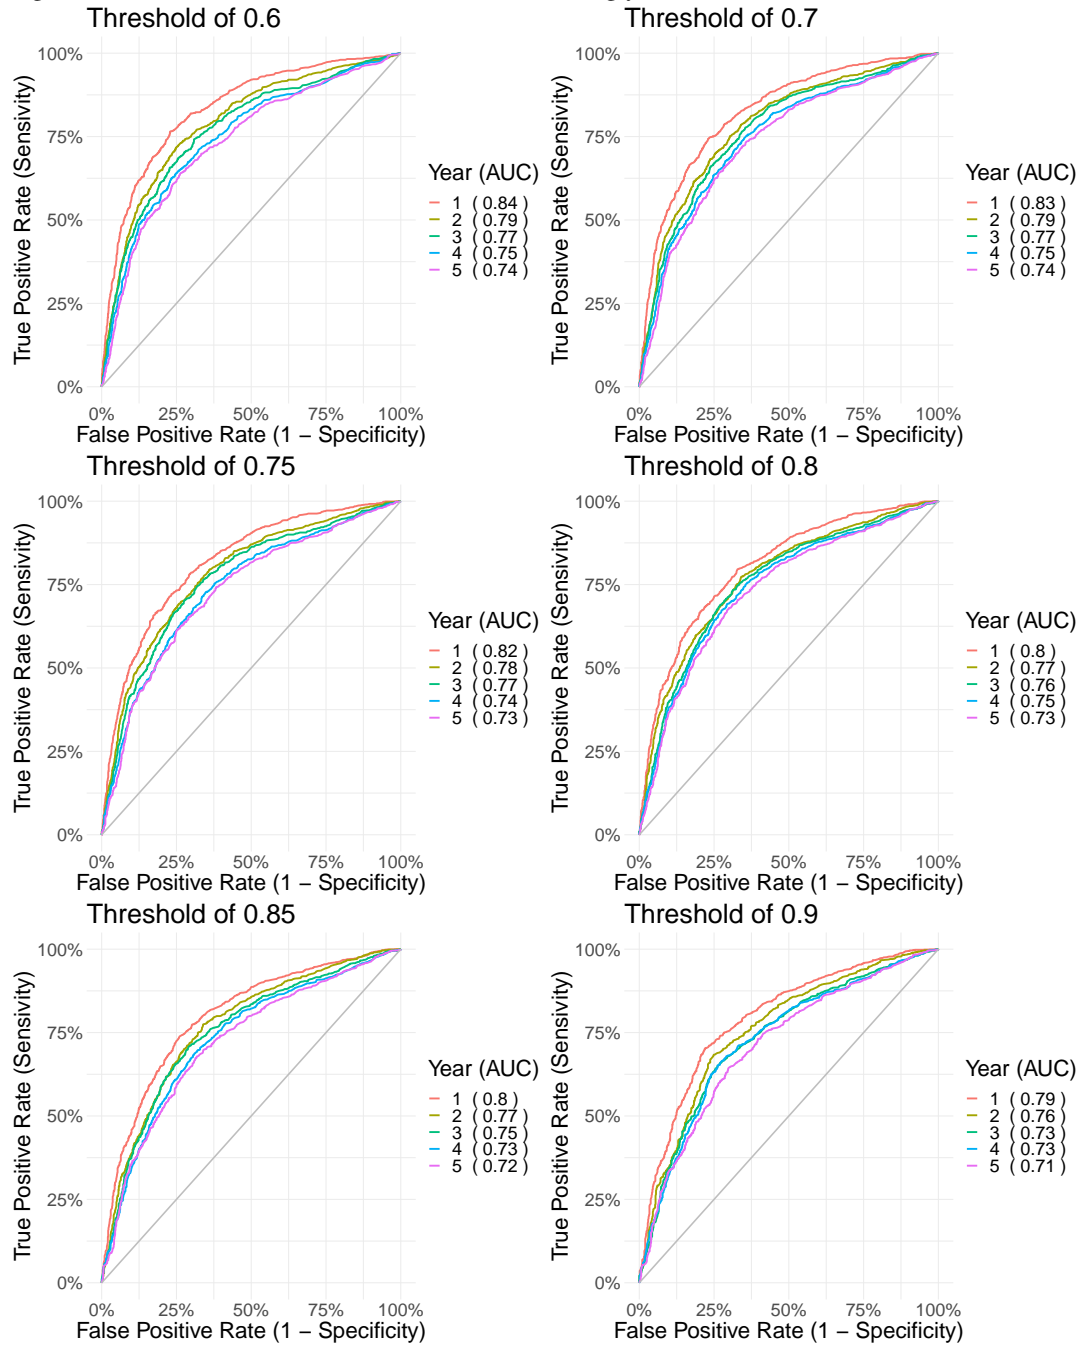 Threshold of 0.6
True Positive Rate (Sensitivity)
100%
75%
50%
25%
0%
0% 25% 50% 75% 100%
False Positive Rate (1 − Specificity)
Year (AUC)
1 ( 0.84 )
2 ( 0.79 )
3 ( 0.77 )
4 ( 0.75 )
5 ( 0.74 )
Threshold of 0.7
True Positive Rate (Sensitivity)
100%
75%
50%
25%
0%
0% 25% 50% 75% 100%
False Positive Rate (1 − Specificity)
Year (AUC)
1 ( 0.83 )
2 ( 0.79 )
3 ( 0.77 )
4 ( 0.75 )
5 ( 0.74 )
Threshold of 0.75
True Positive Rate (Sensitivity)
100%
75%
50%
25%
0%
0% 25% 50% 75% 100%
False Positive Rate (1 − Specificity)
Year (AUC)
1 ( 0.82 )
2 ( 0.78 )
3 ( 0.77 )
4 ( 0.74 )
5 ( 0.73 )
Threshold of 0.8
True Positive Rate (Sensitivity)
100%
75%
50%
25%
0%
0% 25% 50% 75% 100%
False Positive Rate (1 − Specificity)
Year (AUC)
1 ( 0.8 )
2 ( 0.77 )
3 ( 0.76 )
4 ( 0.75 )
5 ( 0.73 )
Threshold of 0.85
True Positive Rate (Sensitivity)
100%
75%
50%
25%
0%
0% 25% 50% 75% 100%
False Positive Rate (1 − Specificity)
Year (AUC)
1 ( 0.8 )
2 ( 0.77 )
3 ( 0.75 )
4 ( 0.73 )
5 ( 0.72 )
Threshold of 0.9
True Positive Rate (Sensitivity)
100%
75%
50%
25%
0%
0% 25% 50% 75% 100%
False Positive Rate (1 − Specificity)
Year (AUC)
1 ( 0.79 )
2 ( 0.76 )
3 ( 0.73 )
4 ( 0.73 )
5 ( 0.71 )